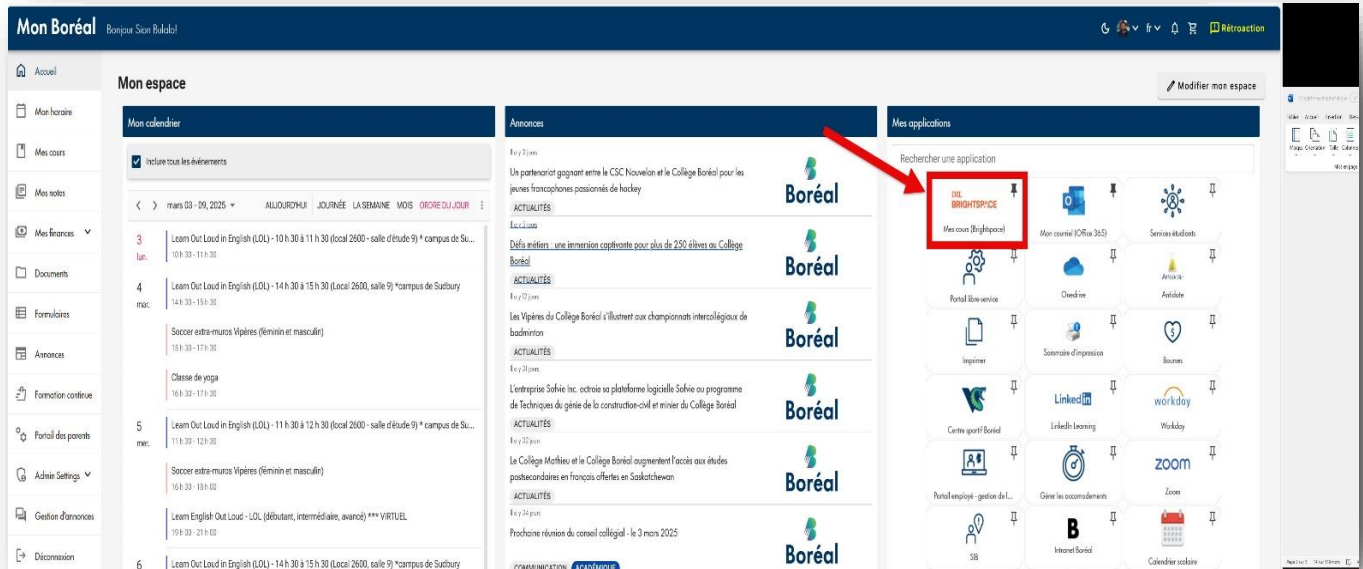 Mon Boréal Bonjour Sion Bulalo!
fr
Rétroaction
Accueil
Mon horaire
Mes cours
Mes notes
Mes finances
Documents
Formulaires
Annonces
Formation continue
Portail des parents
Admin Settings
Gestion d'annonces
Déconnexion
Mon espace
Modifier mon espace
Mon calendrier
Inclure tous les événements
mars 03 - 09, 2025
AUJOURD'HUI JOURNÉE LA SEMAINE MOIS ORDRE DU JOUR
3
lun.
Learn Out Loud in English (LOL) - 10 h 30 à 11 h 30 (local 2600 - salle d'étude 9) * campus de Su...
10 h 30 - 11 h 30
4
mar.
Learn Out Loud in English (LOL) - 14 h 30 à 15 h 30 (Local 2600, salle 9) *campus de Sudbury
14 h 30 - 15 h 30
Soccer extra-muros Vipères (féminin et masculin)
15 h 30 - 17 h 30
Classe de yoga
16 h 30 - 17 h 30
5
mer.
Learn Out Loud in English (LOL) - 11 h 30 à 12 h 30 (local 2600 - salle d'étude 9) * campus de Su...
11 h 30 - 12 h 30
Soccer extra-muros Vipères (féminin et masculin)
16 h 30 - 18 h 00
Learn English Out Loud - LOL (débutant, intermédiaire, avancé) *** VIRTUEL
19 h 00 - 21 h 00
6
Learn Out Loud in English (LOL) - 14 h 30 à 15 h 30 (Local 2600, salle 9) *campus de Sudbury
Annonces
Il y a 3 jours
Un partenariat gagnant entre le CSC Nouvelon et le Collège Boréal pour les
jeunes francophones passionnés de hockey
ACTUALITÉS
Boréal
Il y a 5 jours
Défis métiers : une immersion captivante pour plus de 250 élèves au Collège
Boréal
ACTUALITÉS
Boréal
Il y a 12 jours
Les Vipères du Collège Boréal s'illustrent aux championnats intercollégiaux de
badminton
ACTUALITÉS
Boréal
Il y a 31 jours
L'entreprise Sofvie Inc. octroie sa plateforme logicielle Sofvie au programme
de Techniques du génie de la construction-civil et minier du Collège Boréal
ACTUALITÉS
Boréal
Il y a 32 jours
Le Collège Mathieu et le Collège Boréal augmentent l'accès aux études
postsecondaires en français offertes en Saskatchewan
ACTUALITÉS
Boréal
Il y a 34 jours
Prochaine réunion du conseil collégial - le 3 mars 2025
COMMUNICATION ACADÉMIQUE
Boréal
Mes applications
Rechercher une application
D2L
BRIGHTSPACE
Mes cours (Brightspace)
Mon courriel (Office 365)
Services étudiants
Portail libre-service
Onedrive
Antidote
Antidote
Imprimer
Sommaire d'impression
Bourses
Centre sportif Boréal
Linked in
LinkedIn Learning
workday
Workday
Portail employé - gestion de l...
Gérer les accomodements
zoom
Zoom
SIB
B
Intranet Boréal
Calendrier scolaire